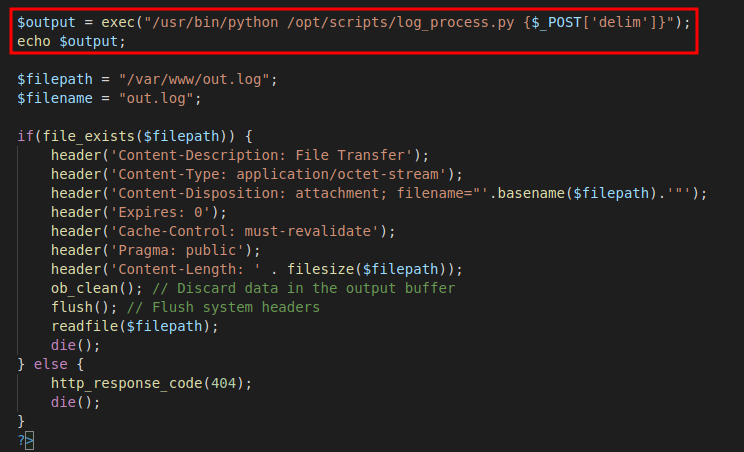 $output = exec("/usr/bin/python /opt/scripts/log_process.py {$_POST['delim']}");
echo $output;

$filepath = "/var/www/out.log";
$filename = "out.log";

if(file_exists($filepath)) {
    header('Content-Description: File Transfer');
    header('Content-Type: application/octet-stream');
    header('Content-Disposition: attachment; filename="'.basename($filepath).'"');
    header('Expires: 0');
    header('Cache-Control: must-revalidate');
    header('Pragma: public');
    header('Content-Length: ' . filesize($filepath));
    ob_clean(); // Discard data in the output buffer
    flush(); // Flush system headers
    readfile($filepath);
    die();
} else {
    http_response_code(404);
    die();
}
?>